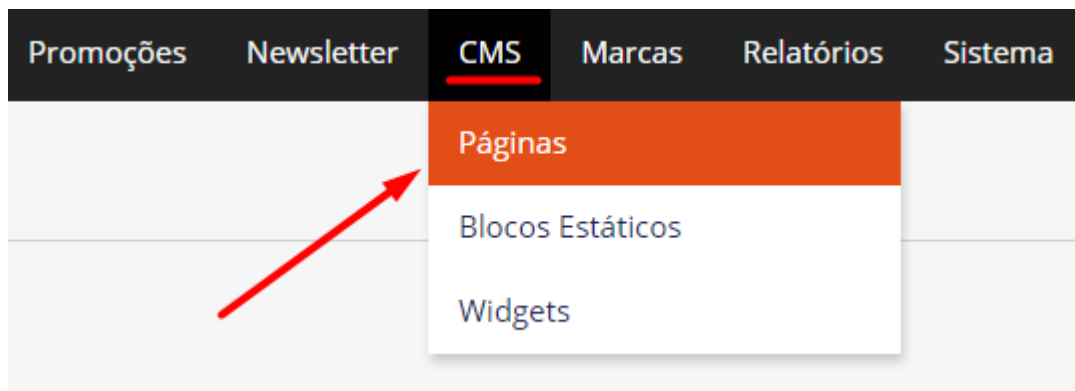 Promoções Newsletter CMS Marcas Relatórios Sistema
Páginas
Blocos Estáticos
Widgets